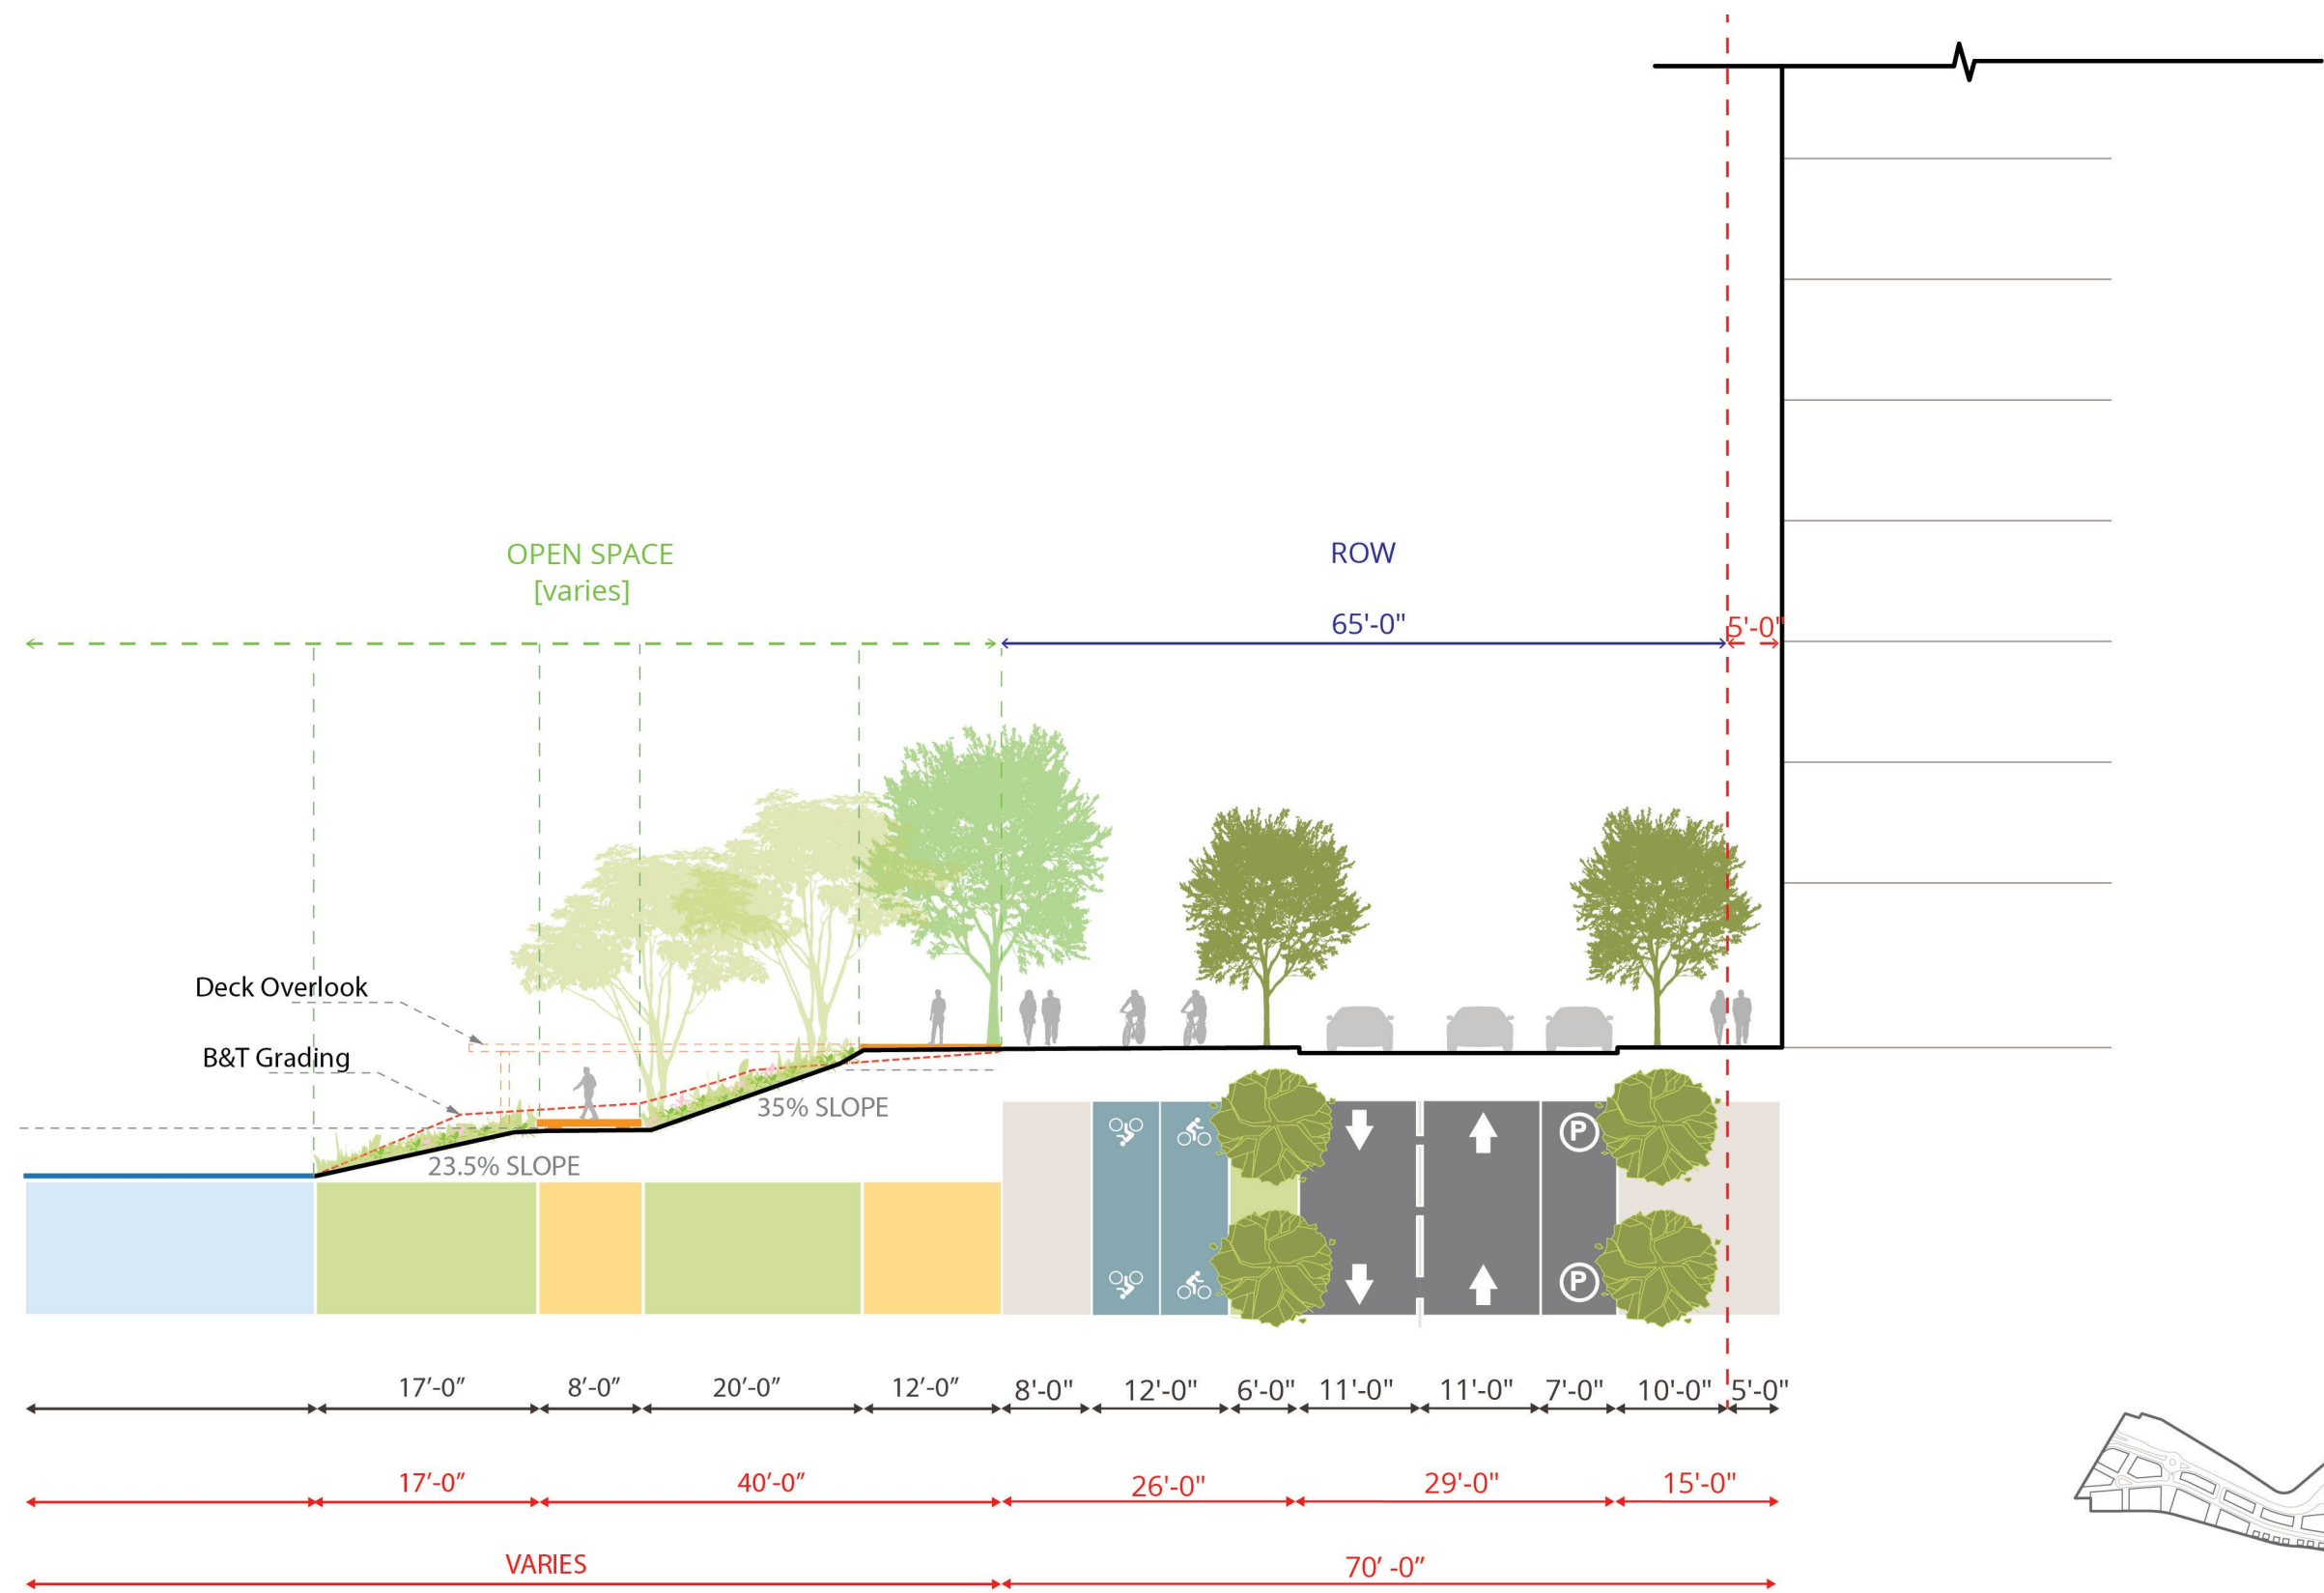 OPEN SPACE
[varies]
ROW
65'-0"
5'-0"
Deck Overlook
B&T Grading
35% SLOPE
23.5% SLOPE
P
P
17’-0” 8’-0” 20’-0” 12’-0” 8'-0" 12'-0" 6'-0" 11'-0" 11'-0" 7'-0" 10'-0" 5'-0"
17’-0” 40’-0” 26'-0" 29'-0" 15'-0"
VARIES 70’ -0”